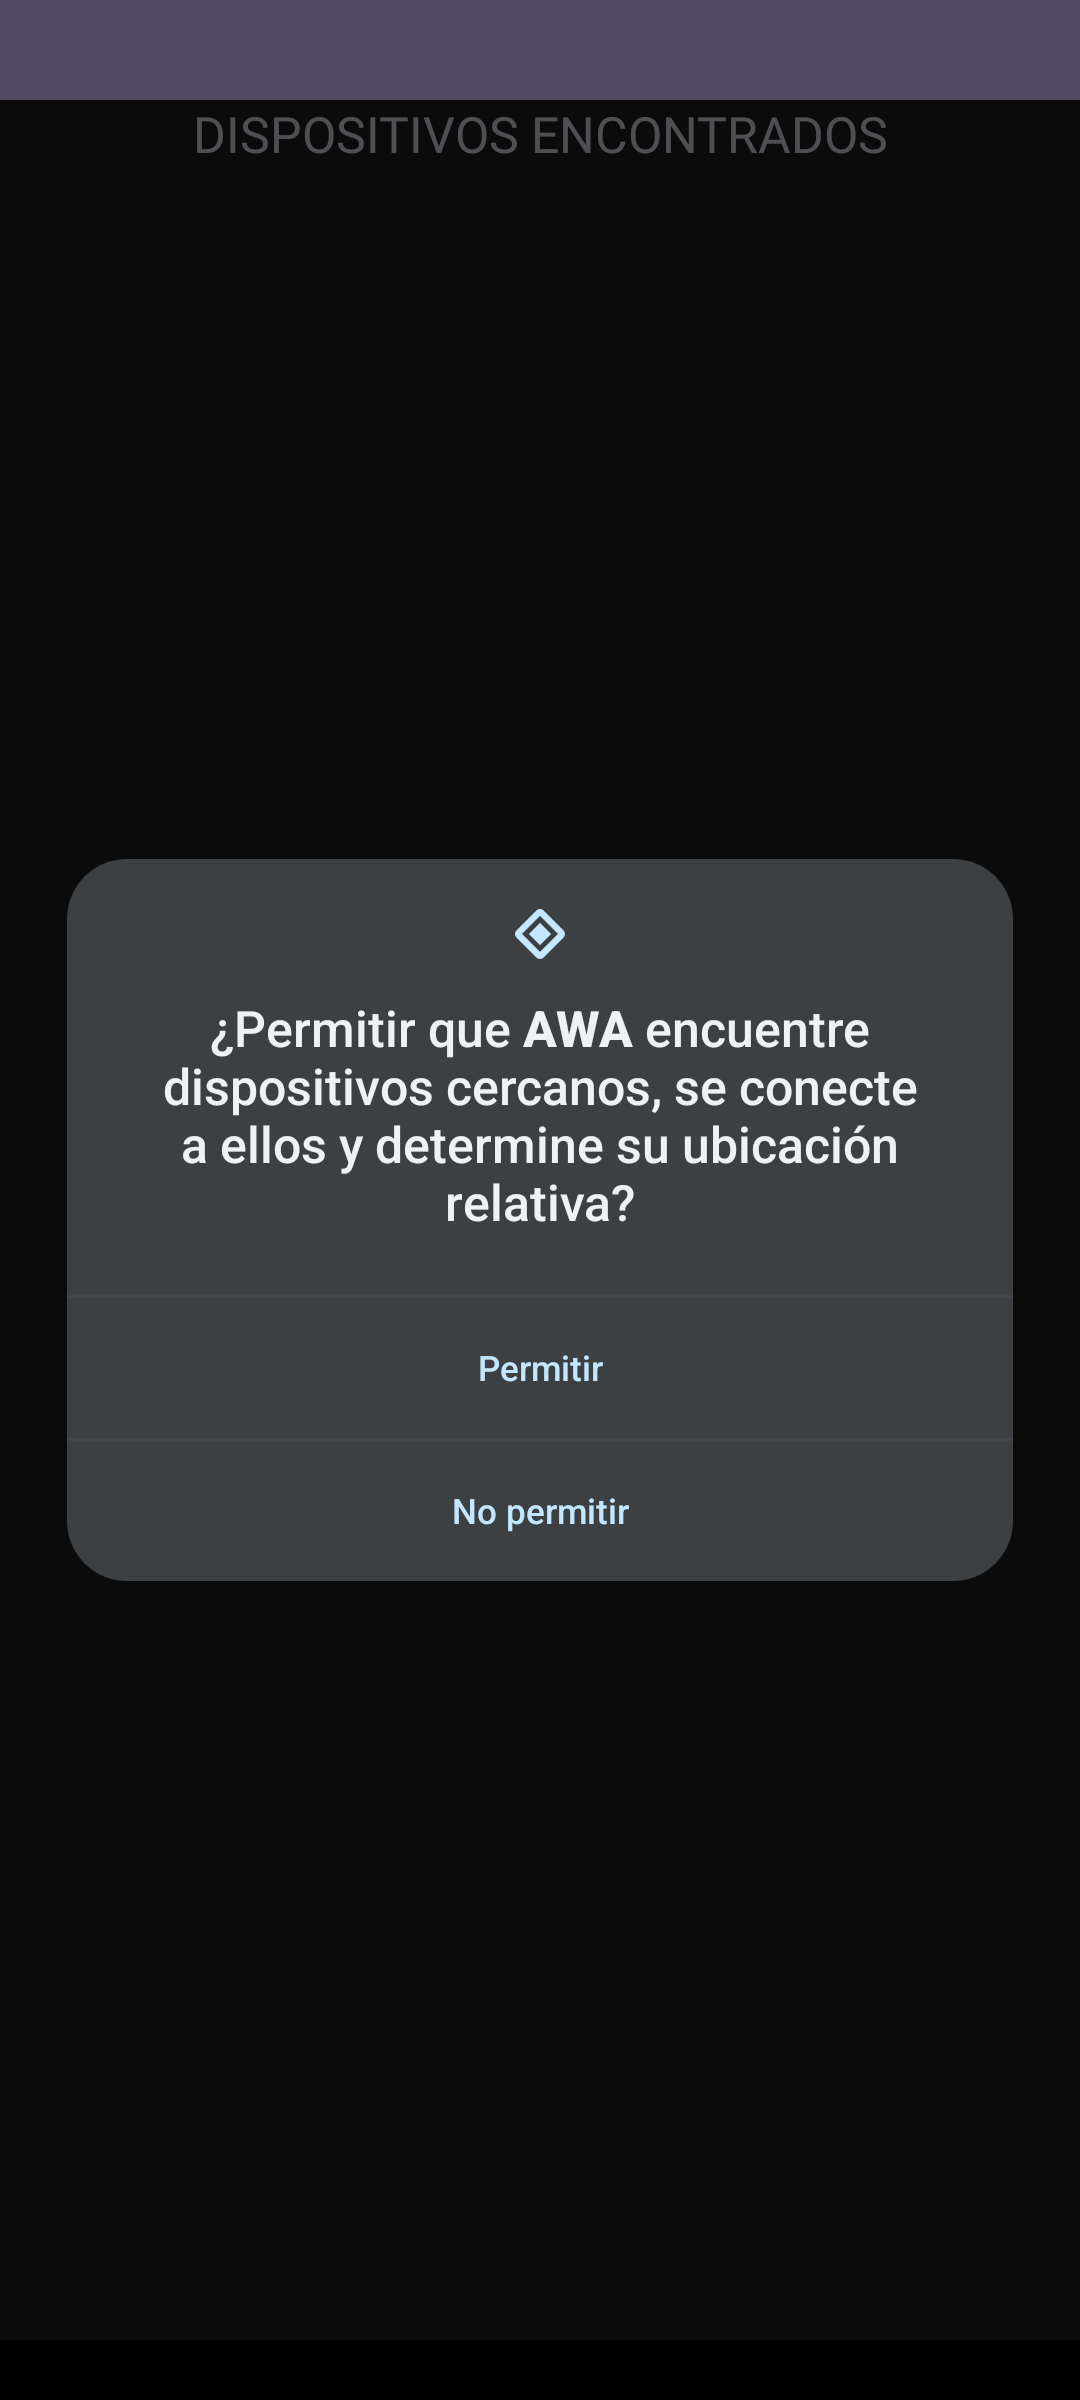 DISPOSITIVOS ENCONTRADOS
¿Permitir que AWA encuentre
dispositivos cercanos, se conecte
a ellos y determine su ubicación
relativa?
Permitir
No permitir